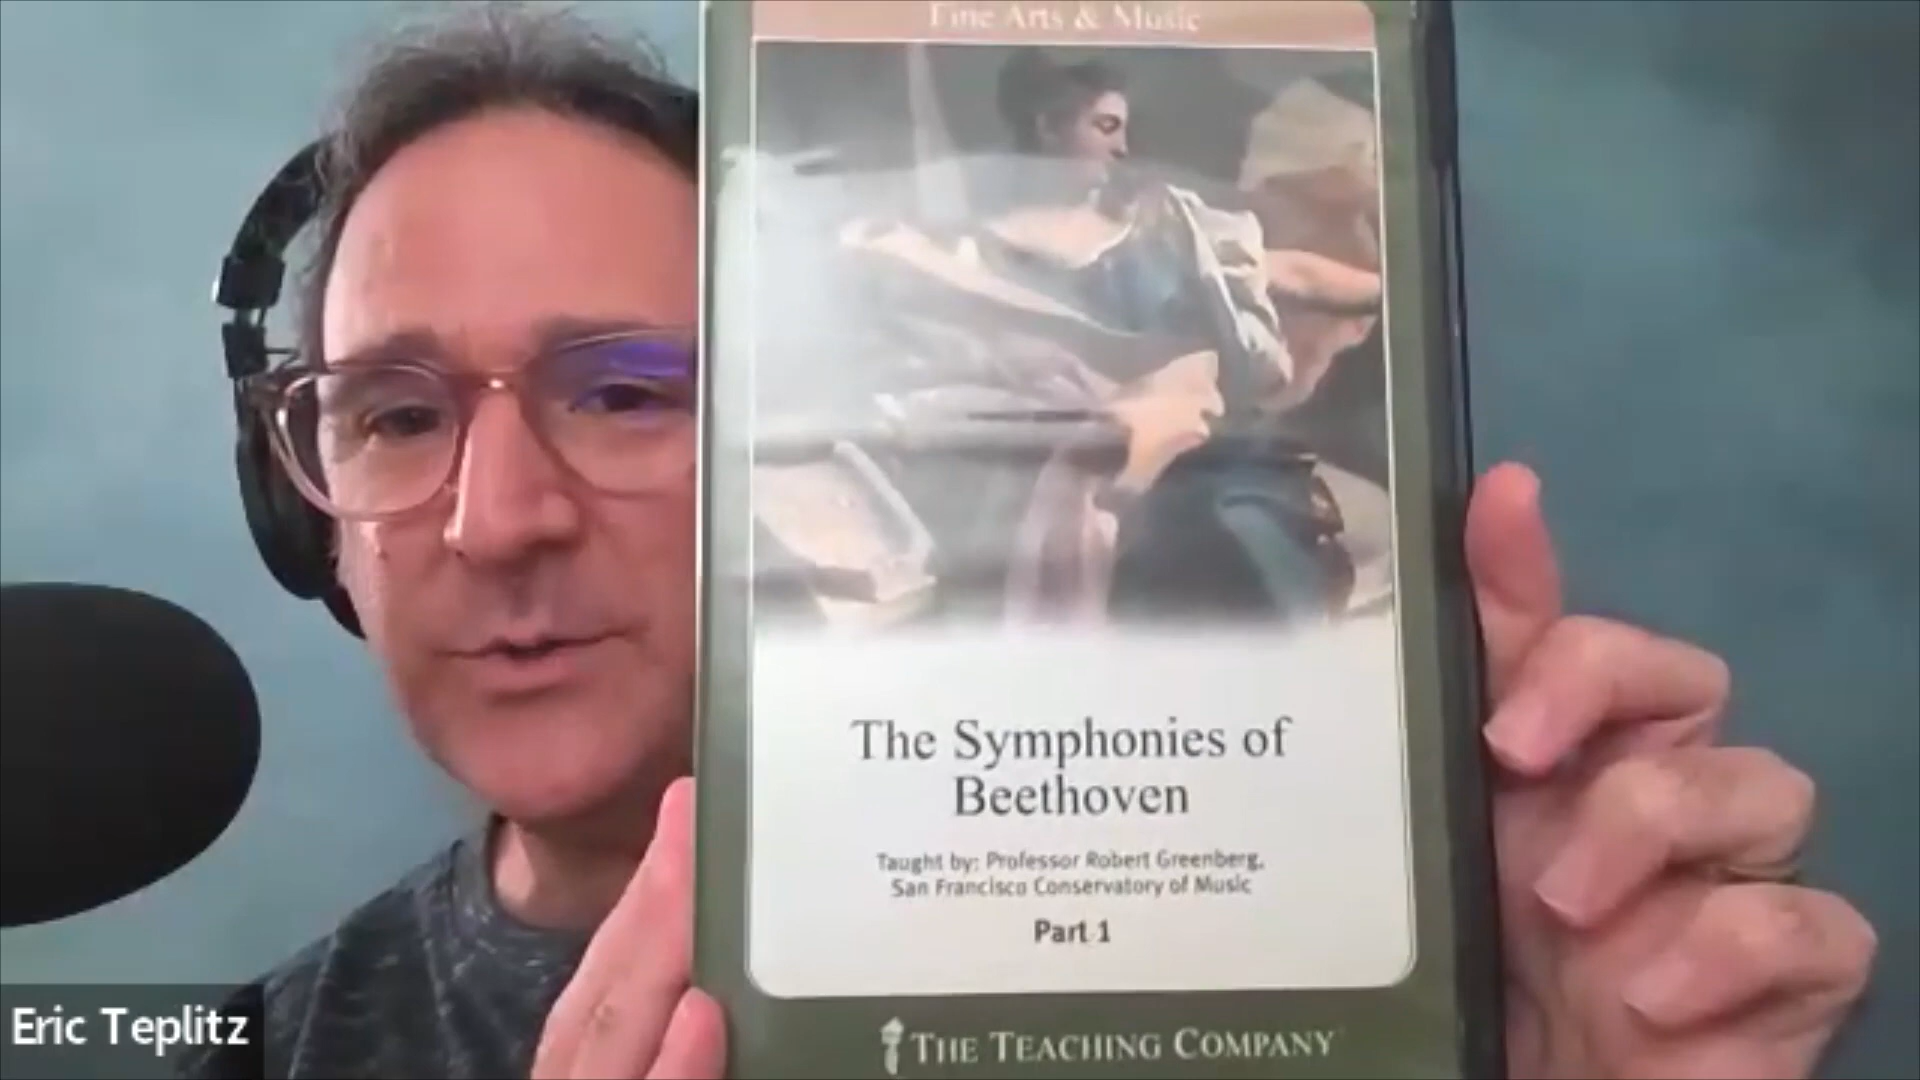 Fine Arts & Music
The Symphonies of
Beethoven
Taught by: Professor Robert Greenberg,
San Francisco Conservatory of Music
Part 1
THE TEACHING COMPANY
Eric Teplitz